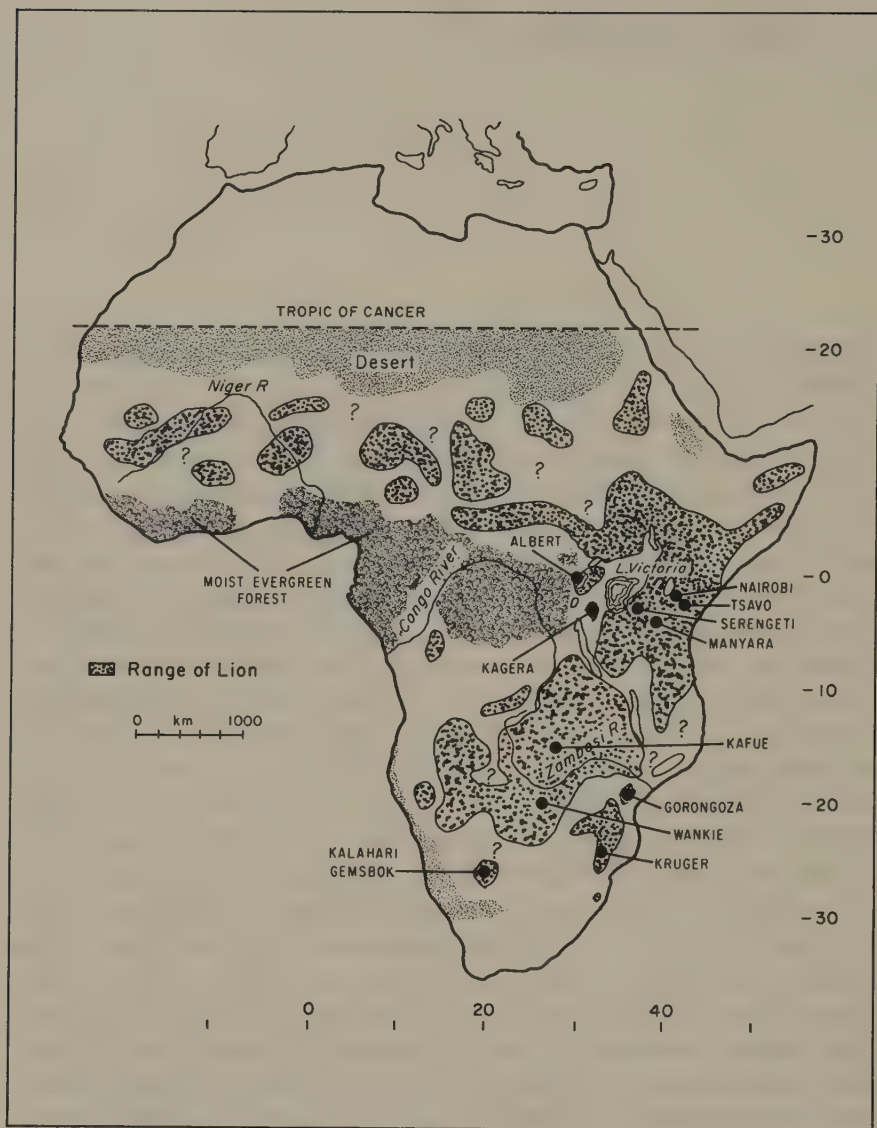 -30
TROPIC OF CANCER
-20
Desert
Niger R
?
?
?
?
?
ALBERT
L.Victoria
-0
MOIST EVERGREEN
FOREST
Congo River
NAIROBI
TSAVO
SERENGETI
MANYARA
KAGERA
Range of Lion
-10
0 km 1000
?
KAFUE
Zambasi R.
?
?
GORONGOZA
-20
WANKIE
?
KALAHARI
GEMSBOK
KRUGER
-30
0 20 40